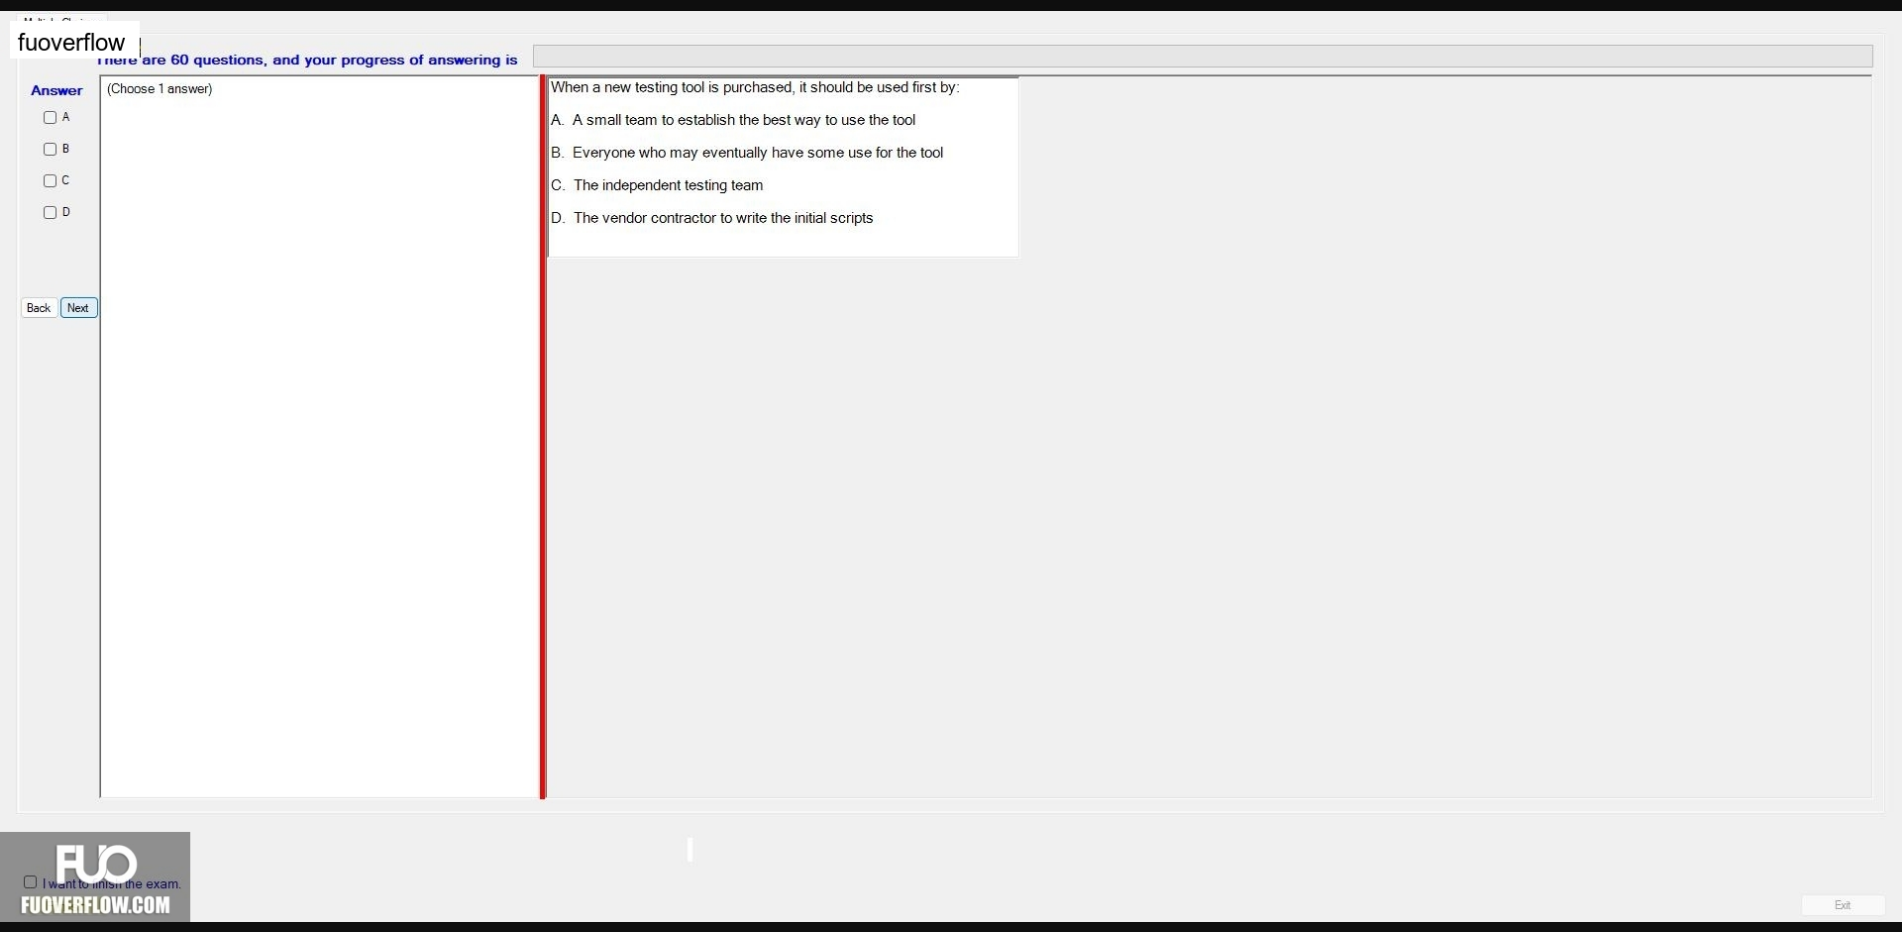 fuoverflow
There are 60 questions, and your progress of answering is
Answer
(Choose 1 answer)
A
B
C
D
Back
Next
When a new testing tool is purchased, it should be used first by:
A. A small team to establish the best way to use the tool
B. Everyone who may eventually have some use for the tool
C. The independent testing team
D. The vendor contractor to write the initial scripts
FUO
I want to finish the exam.
FUOVERFLOW.COM
Exit